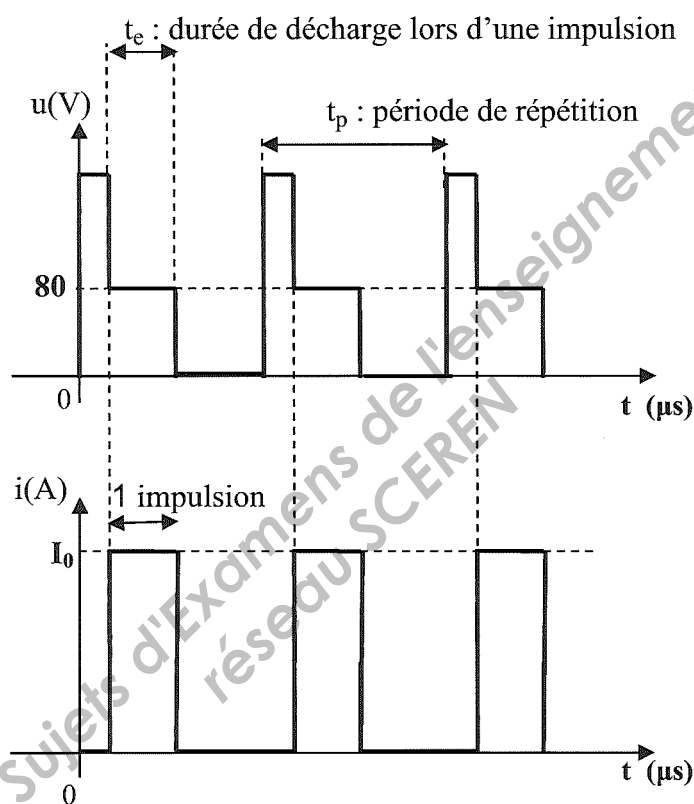 tₑ : durée de décharge lors d'une impulsion
u(V)
tₚ : période de répétition
80
0
t (µs)
i(A)
1 impulsion
I₀
0
t (µs)
Sujets d'Examens de l'enseigneme
réseau SCEREN